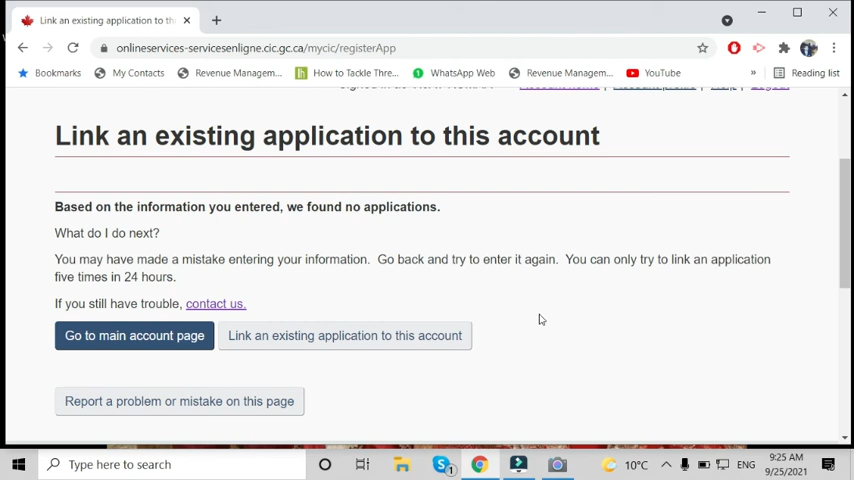 Link an existing application to th
onlineservices-servicesenligne.cic.gc.ca/mycic/registerApp
Bookmarks My Contacts Revenue Managem... How to Tackle Thre... WhatsApp Web Revenue Managem... YouTube » Reading list
Link an existing application to this account
Based on the information you entered, we found no applications.
What do I do next?
You may have made a mistake entering your information. Go back and try to enter it again. You can only try to link an application
five times in 24 hours.
If you still have trouble, contact us.
Go to main account page Link an existing application to this account
Report a problem or mistake on this page
Type here to search 1 10°C ENG 9:25 AM
9/25/2021